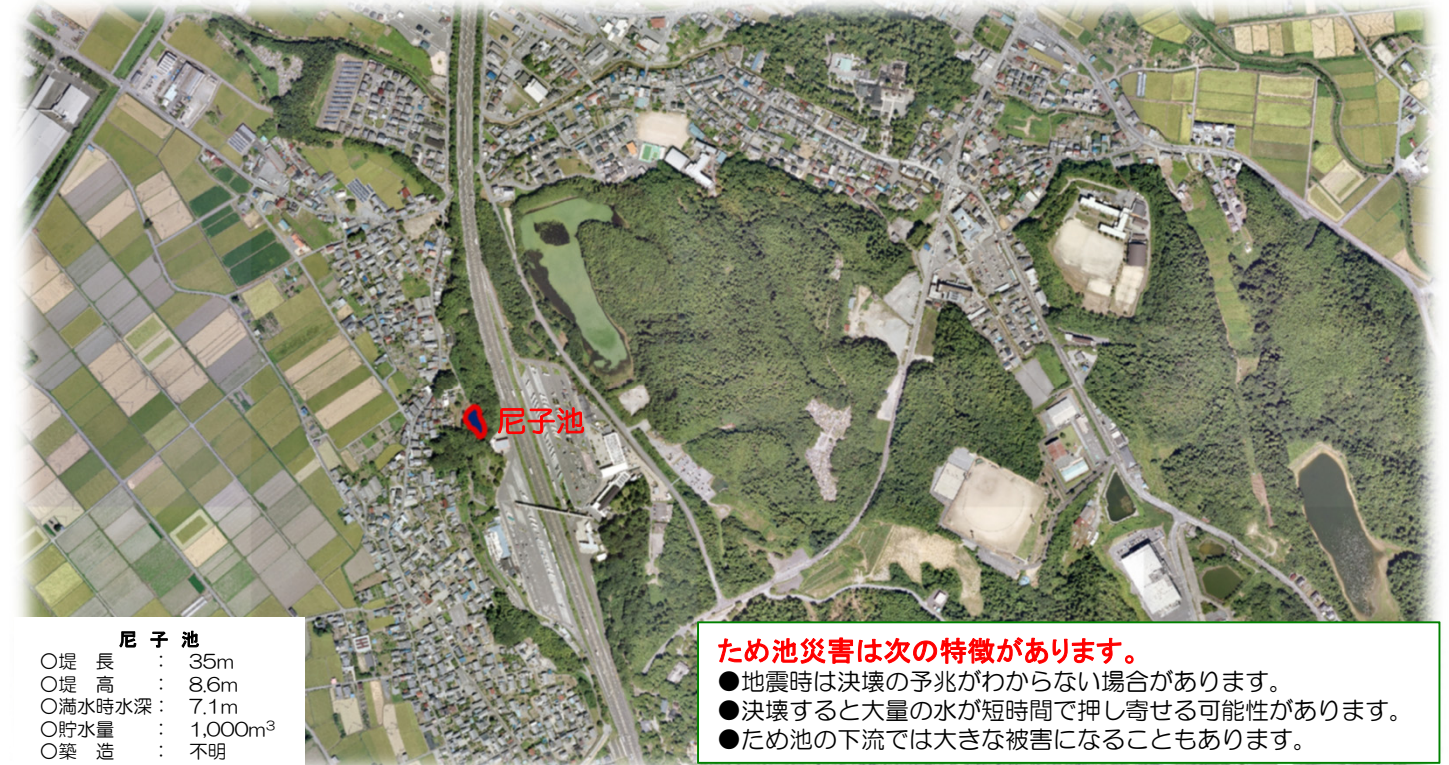 尼子池
尼 子 池
○堤 長 : 35m
○堤 高 : 8.6m
○満水時水深: 7.1m
○貯水量 : 1,000m³
○築 造 : 不明
ため池災害は次の特徴があります。
●地震時は決壊の予兆がわからない場合があります。
●決壊すると大量の水が短時間で押し寄せる可能性があります。
●ため池の下流では大きな被害になることもあります。